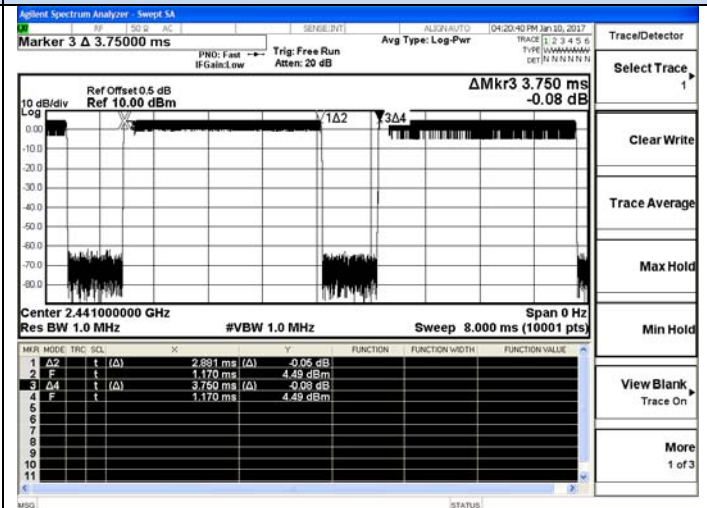 Agilent Spectrum Analyzer - Swept SA
RF 50 Ω AC SENSE:INT ALIGN AUTO 04:20:40 PM Jan 10, 2017
Marker 3 Δ 3.75000 ms
PNO: Fast
IFGain:Low
Trig: Free Run
Atten: 20 dB
Avg Type: Log-Pwr
TRACE 1 2 3 4 5 6
TYPE
DET N N N N N N
Ref Offset 0.5 dB
10 dB/div Ref 10.00 dBm
ΔMkr3 3.750 ms
-0.08 dB
Log
1Δ2
3Δ4
0.00
-10.0
-20.0
-30.0
-40.0
-50.0
-60.0
-70.0
-80.0
Center 2.441000000 GHz Span 0 Hz
Res BW 1.0 MHz #VBW 1.0 MHz Sweep 8.000 ms (10001 pts)
MKR MODE TRC SCL X Y FUNCTION FUNCTION WIDTH FUNCTION VALUE
1 Δ2 t (Δ) 2.881 ms (Δ) -0.05 dB
2 F t 1.170 ms 4.49 dBm
3 Δ4 t (Δ) 3.750 ms (Δ) -0.08 dB
4 F t 1.170 ms 4.49 dBm
5
6
7
8
9
10
11
MSG STATUS
Trace/Detector
Select Trace
1
Clear Write
Trace Average
Max Hold
Min Hold
View Blank
Trace On
More
1 of 3